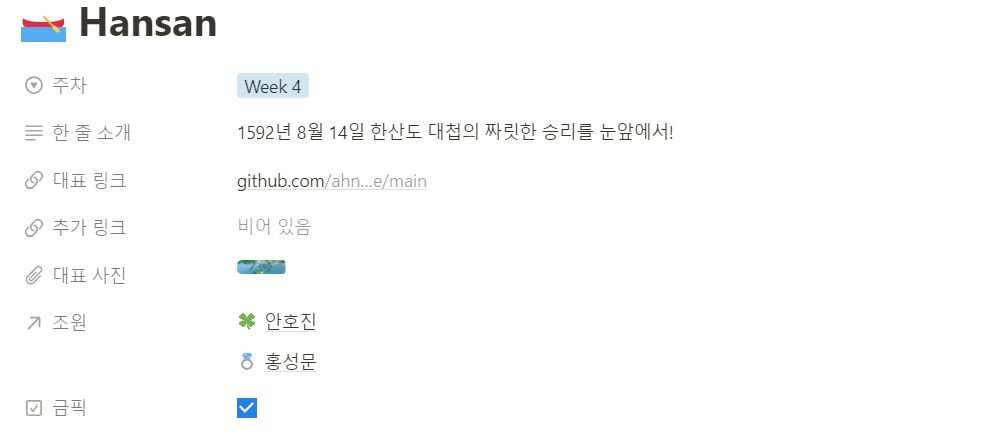 Hansan
주차 Week 4
한 줄 소개 1592년 8월 14일 한산도 대첩의 짜릿한 승리를 눈앞에서!
대표 링크 github.com/ahn...e/main
추가 링크 비어 있음
대표 사진
조원 안호진
홍성문
금픽